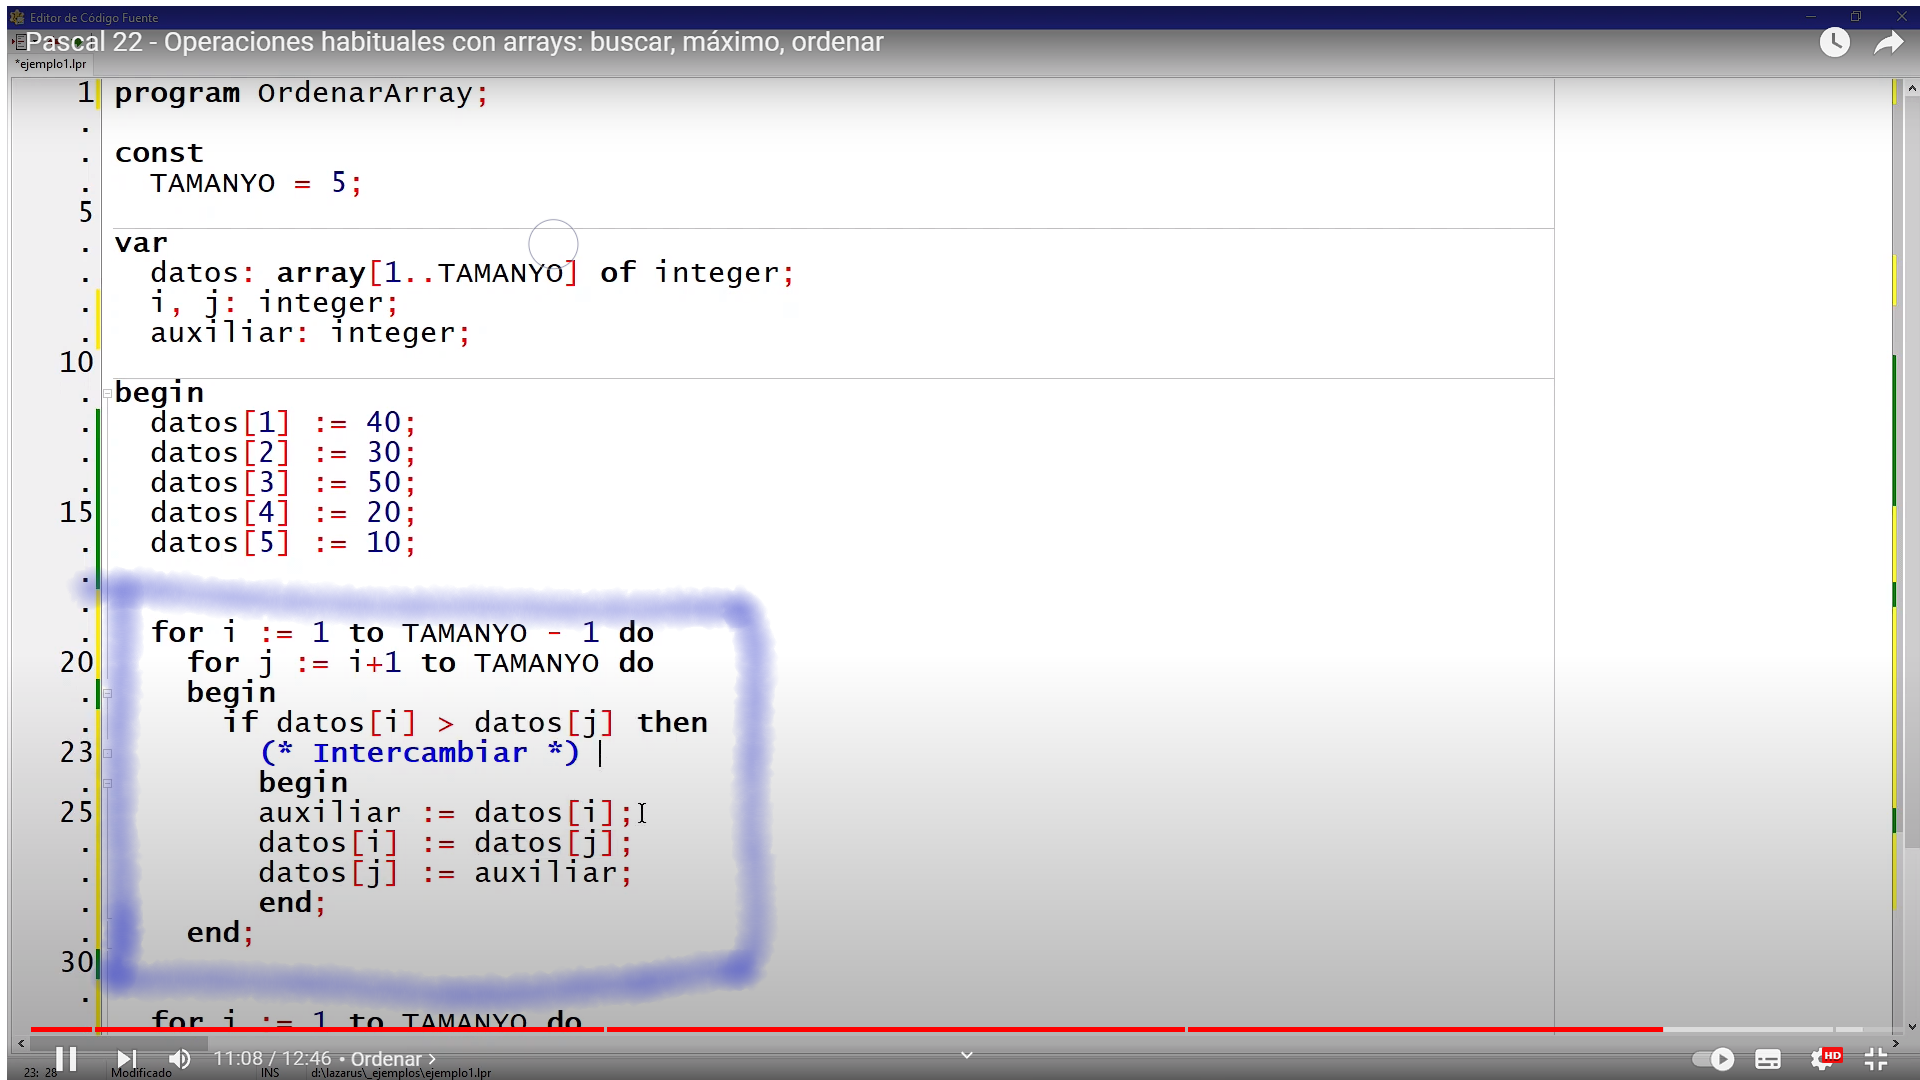 Editor de Código Fuente
Pascal 22 - Operaciones habituales con arrays: buscar, máximo, ordenar
*ejemplo1.lpr
1 program OrdenarArray;
.
. const
. TAMANYO = 5;
5
. var
. datos: array[1..TAMANYO] of integer;
. i, j: integer;
. auxiliar: integer;
10
. begin
. datos[1] := 40;
. datos[2] := 30;
. datos[3] := 50;
15 datos[4] := 20;
. datos[5] := 10;
.
.
. for i := 1 to TAMANYO - 1 do
20 for j := i+1 to TAMANYO do
. begin
. if datos[i] > datos[j] then
23 (* Intercambiar *)
. begin
25 auxiliar := datos[i];
. datos[i] := datos[j];
. datos[j] := auxiliar;
. end;
. end;
30
. for i := 1 to TAMANYO do
11:08 / 12:46 • Ordenar >
HD
23: 28 Modificado INS d:\lazarus\_ejemplos\ejemplo1.lpr